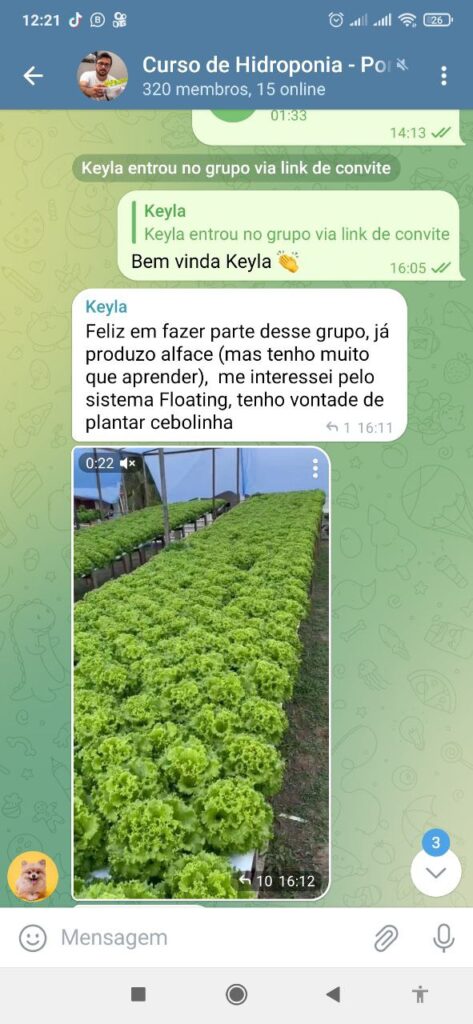 12:21
26
Curso de Hidroponia - Po
320 membros, 15 online
01:33
14:13
Keyla entrou no grupo via link de convite
Keyla
Keyla entrou no grupo via link de convite
Bem vinda Keyla 👏
16:05
Keyla
Feliz em fazer parte desse grupo, já
produzo alface (mas tenho muito
que aprender),  me interessei pelo
sistema Floating, tenho vontade de
plantar cebolinha
1 16:11
0:22
10 16:12
3
Mensagem